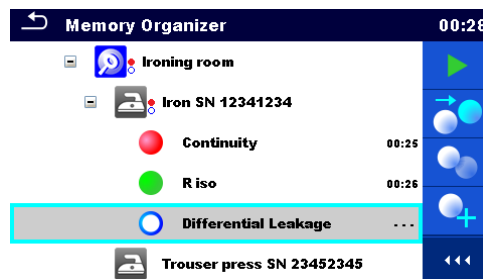 Memory Organizer 00:28
Ironing room
Iron SN 12341234
Continuity 00:25
R iso 00:26
Differential Leakage ---
Trouser press SN 23452345